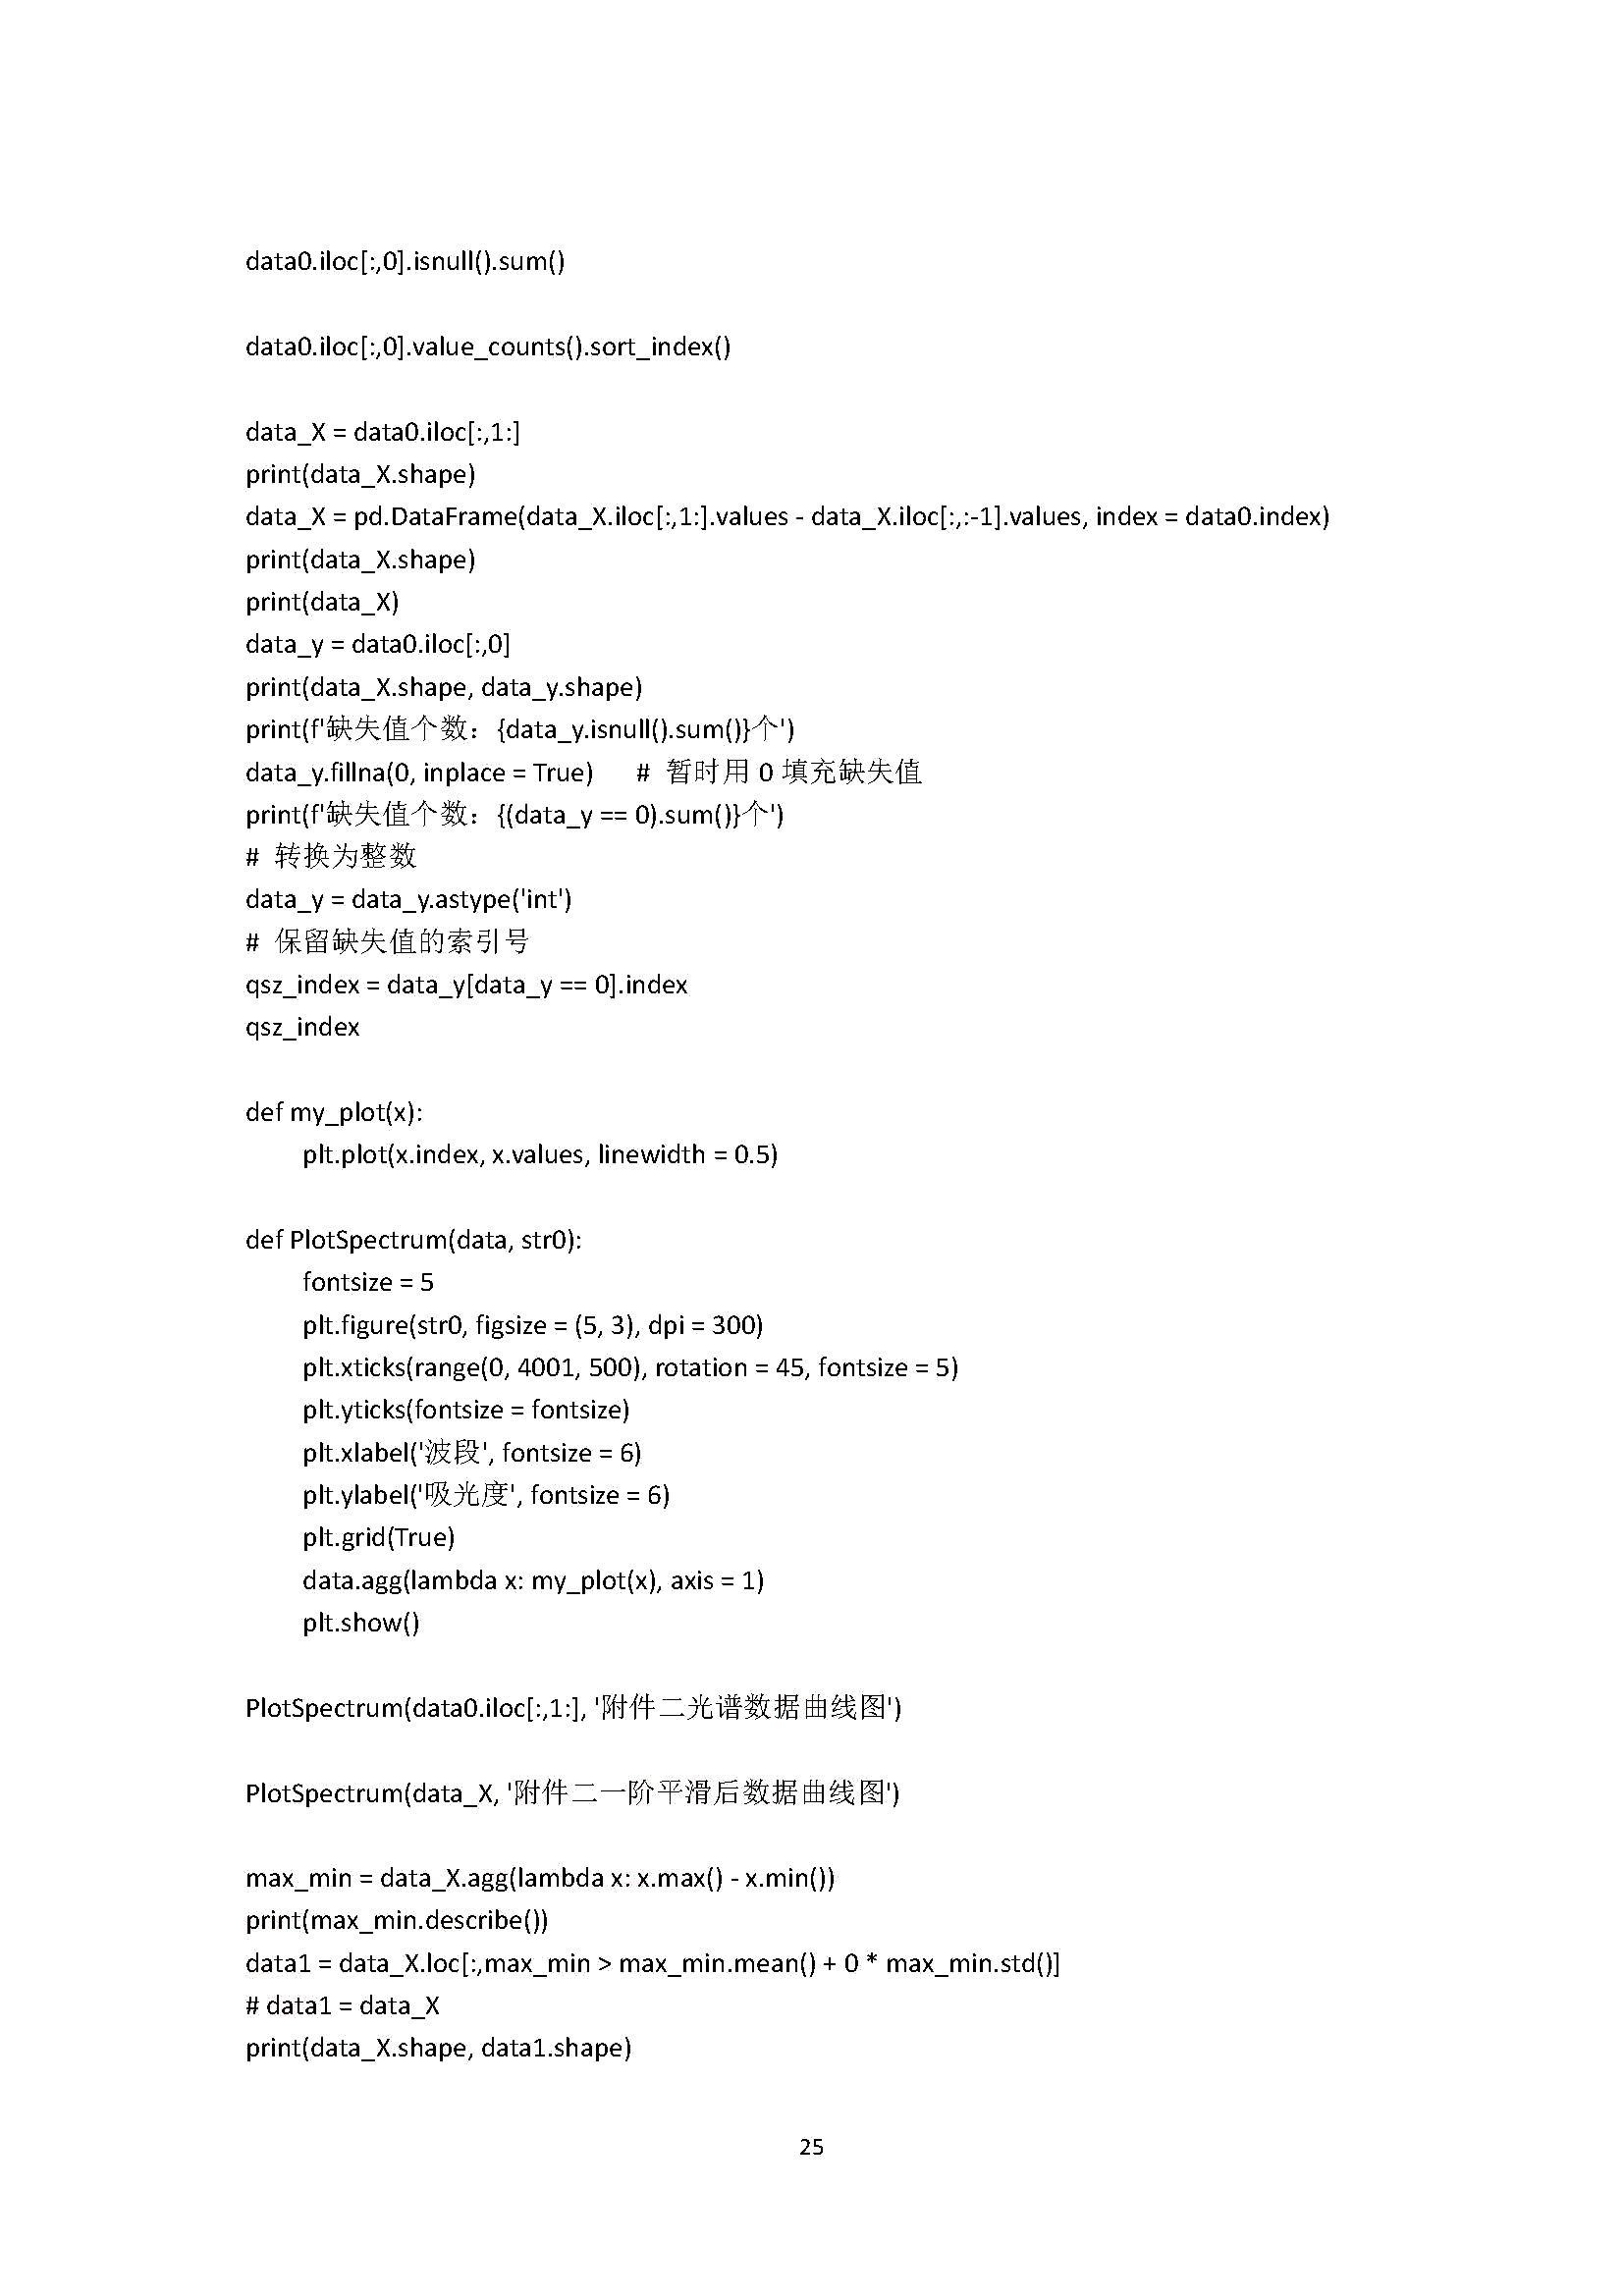 data0.iloc[:,0].isnull().sum()
data0.iloc[:,0].value_counts().sort_index()
data_X = data0.iloc[:,1:]
print(data_X.shape)
data_X = pd.DataFrame(data_X.iloc[:,1:].values - data_X.iloc[:,:-1].values, index = data0.index)
print(data_X.shape)
print(data_X)
data_y = data0.iloc[:,0]
print(data_X.shape, data_y.shape)
print(f'缺失值个数：{data_y.isnull().sum()}个')
data_y.fillna(0, inplace = True)   # 暂时用 0 填充缺失值
print(f'缺失值个数：{(data_y == 0).sum()}个')
# 转换为整数
data_y = data_y.astype('int')
# 保留缺失值的索引号
qsz_index = data_y[data_y == 0].index
qsz_index
def my_plot(x):
    plt.plot(x.index, x.values, linewidth = 0.5)
def PlotSpectrum(data, str0):
    fontsize = 5
    plt.figure(str0, figsize = (5, 3), dpi = 300)
    plt.xticks(range(0, 4001, 500), rotation = 45, fontsize = 5)
    plt.yticks(fontsize = fontsize)
    plt.xlabel('波段', fontsize = 6)
    plt.ylabel('吸光度', fontsize = 6)
    plt.grid(True)
    data.agg(lambda x: my_plot(x), axis = 1)
    plt.show()
PlotSpectrum(data0.iloc[:,1:], '附件二光谱数据曲线图')
PlotSpectrum(data_X, '附件二一阶平滑后数据曲线图')
max_min = data_X.agg(lambda x: x.max() - x.min())
print(max_min.describe())
data1 = data_X.loc[:,max_min > max_min.mean() + 0 * max_min.std()]
# data1 = data_X
print(data_X.shape, data1.shape)
25